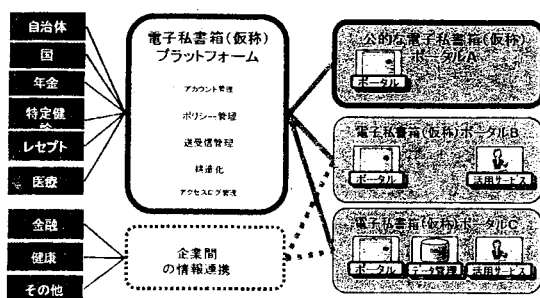 自治体
国
年金
特定健
診
レセプト
医療
金融
健康
その他
電子私書箱(仮称)
プラットフォーム
アカウント管理
ポリシー管理
送受信管理
構造化
アクセスログ管理
企業間
の情報連携
公的な電子私書箱(仮称)
ポータルA
ポータル
電子私書箱(仮称)ポータルB
ポータル
活用サービス
電子私書箱(仮称)ポータルC
ポータル
データ管理
活用サービス